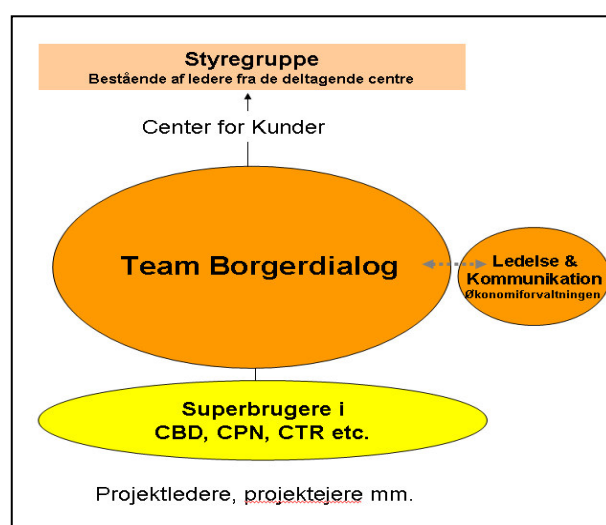 Styregruppe
Bestående af ledere fra de deltagende centre
Center for Kunder
Team Borgerdialog
Ledelse &
Kommunikation
Økonomiforvaltningen
Superbrugere i
CBD, CPN, CTR etc.
Projektledere, projektejere mm.